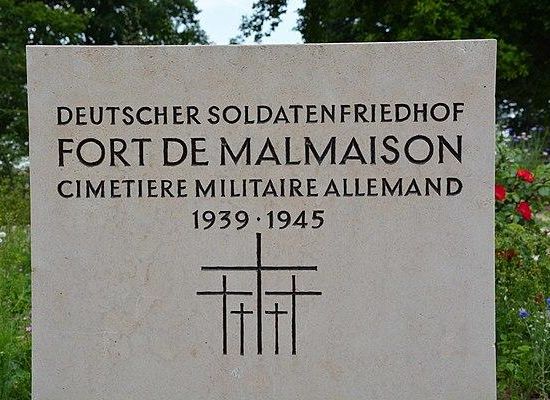 DEUTSCHER SOLDATENFRIEDHOF
FORT DE MALMAISON
CIMETIERE MILITAIRE ALLEMAND
1939 · 1945